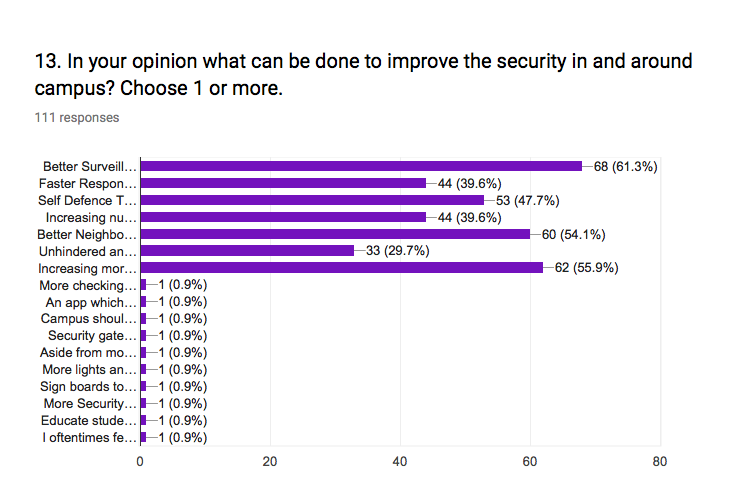 13. In your opinion what can be done to improve the security in and around
campus? Choose 1 or more.
111 responses
Better Surveill... 68 (61.3%)
Faster Respon... 44 (39.6%)
Self Defence T... 53 (47.7%)
Increasing nu... 44 (39.6%)
Better Neighbo... 60 (54.1%)
Unhindered an... 33 (29.7%)
Increasing mor... 62 (55.9%)
More checking... 1 (0.9%)
An app which... 1 (0.9%)
Campus shoul... 1 (0.9%)
Security gate... 1 (0.9%)
Aside from mo... 1 (0.9%)
More lights an... 1 (0.9%)
Sign boards to... 1 (0.9%)
More Security... 1 (0.9%)
Educate stude... 1 (0.9%)
I oftentimes fe... 1 (0.9%)
0 20 40 60 80